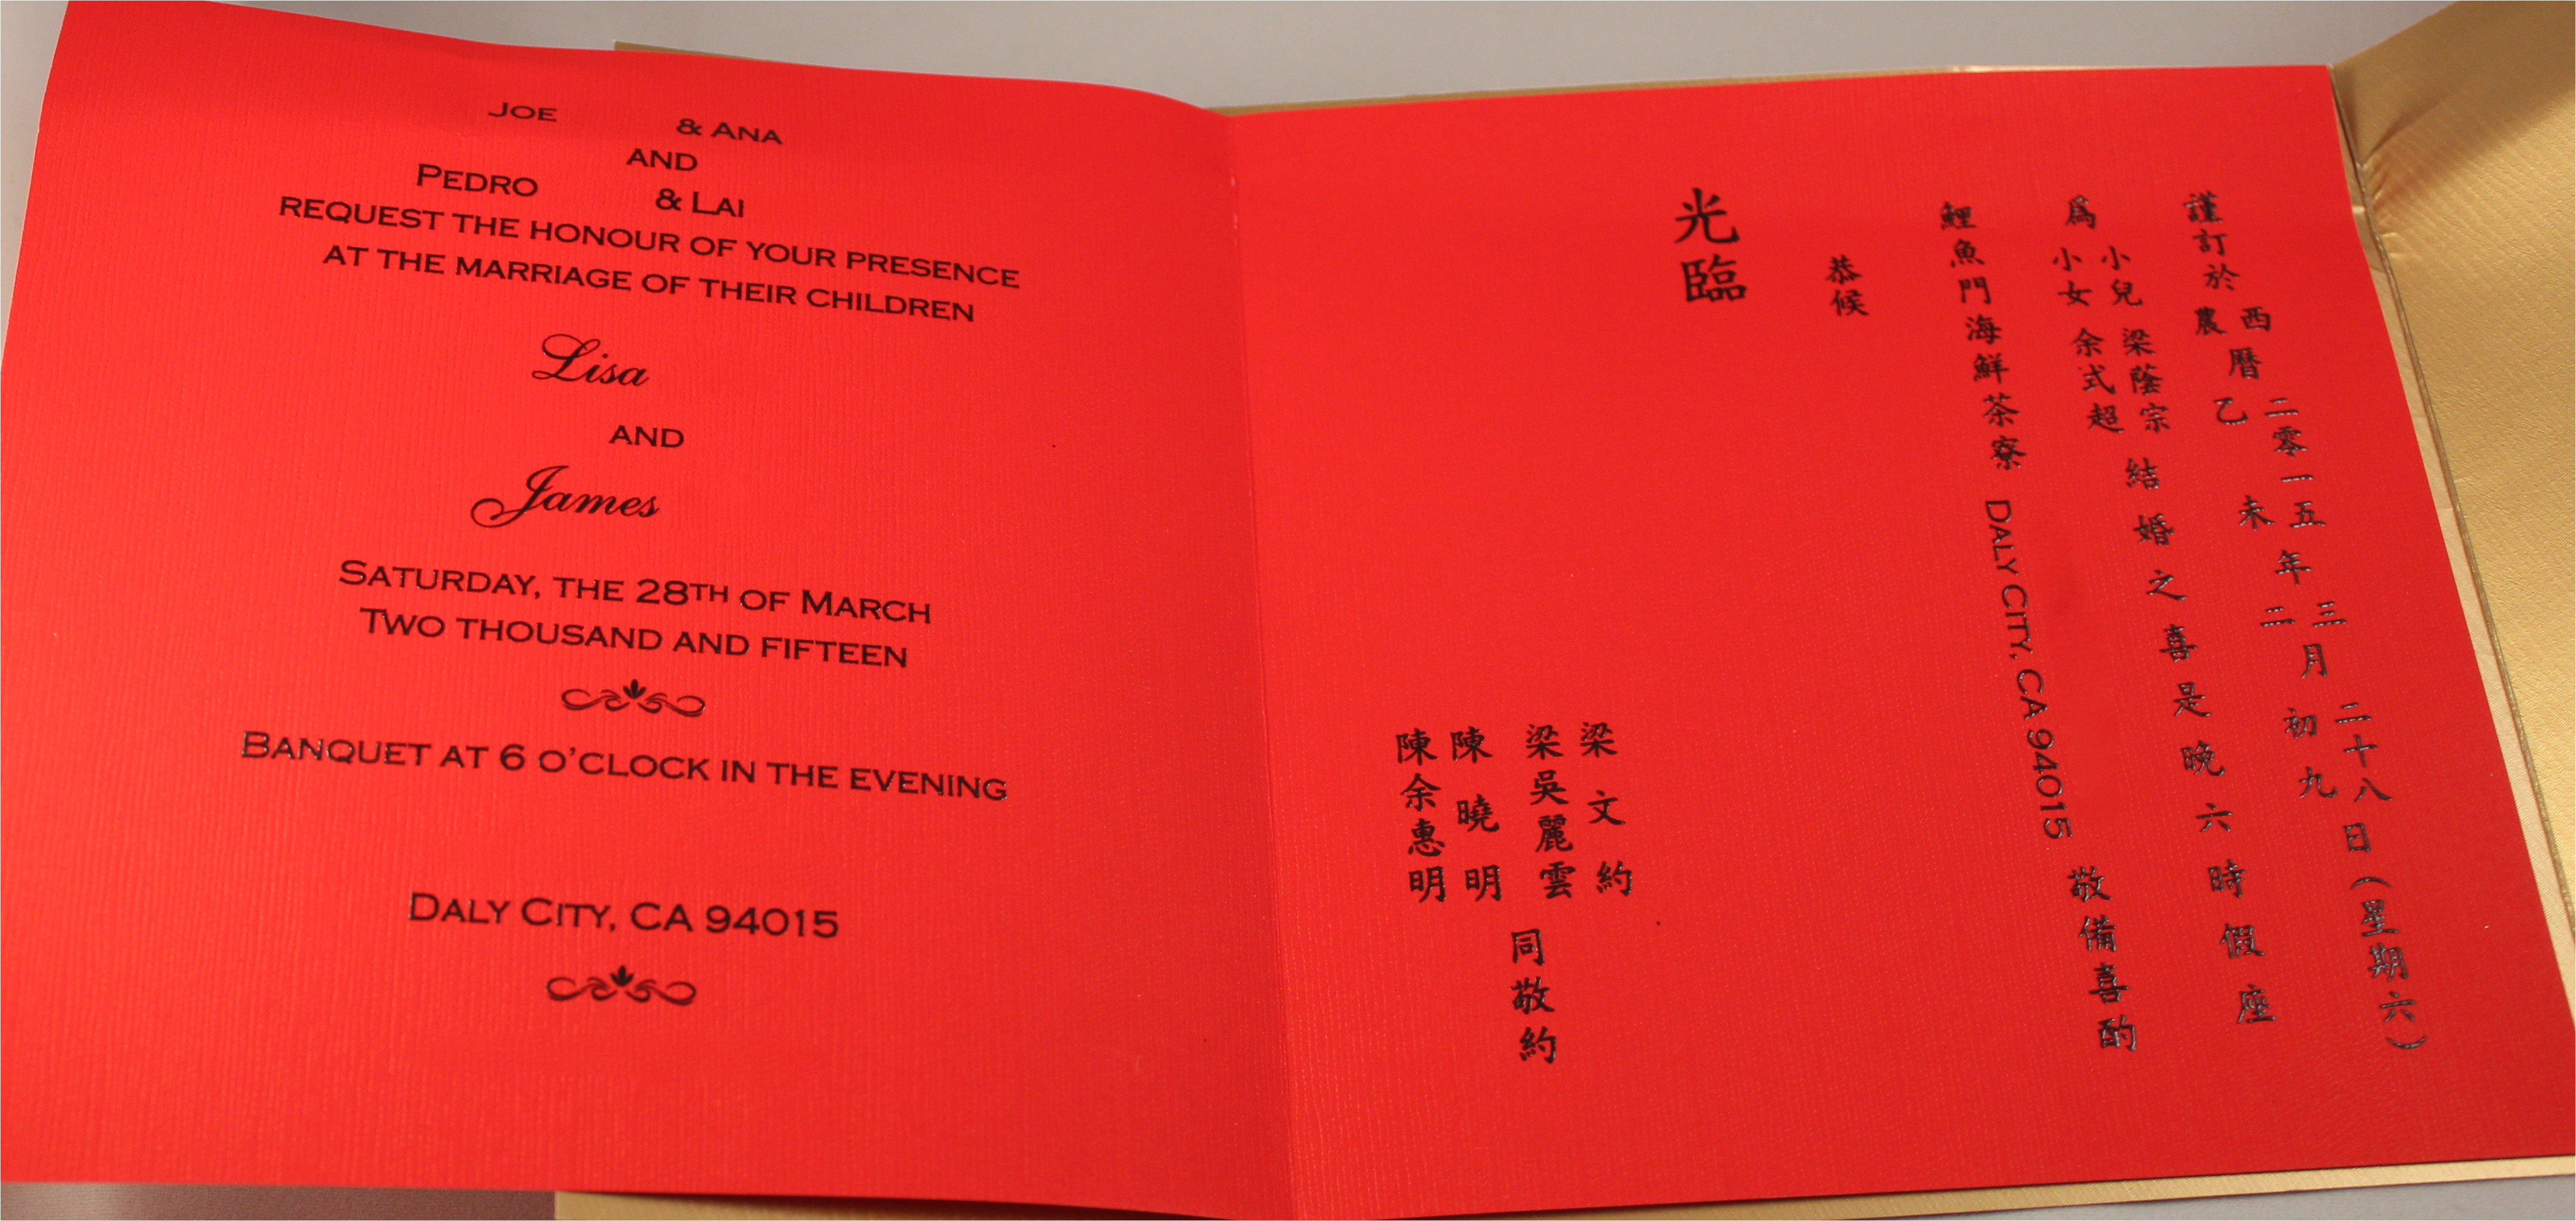 JOE & ANA
AND
PEDRO & LAI
REQUEST THE HONOUR OF YOUR PRESENCE
AT THE MARRIAGE OF THEIR CHILDREN
Lisa
AND
James
SATURDAY, THE 28TH OF MARCH
TWO THOUSAND AND FIFTEEN
BANQUET AT 6 O'CLOCK IN THE EVENING
DALY CITY, CA 94015
謹訂於
西
農
曆
二零一五
乙未
年
三
二
月
二十八
初九
日(星期六)
爲
小兒梁蔭宗
小女余式超
結婚之喜是晚六時假座
鯉魚門海鮮茶寮 DALY CITY, CA 94015 敬備喜酌
恭候
光臨
梁文約
梁吳麗雲
陳曉明
陳余惠明
同敬約